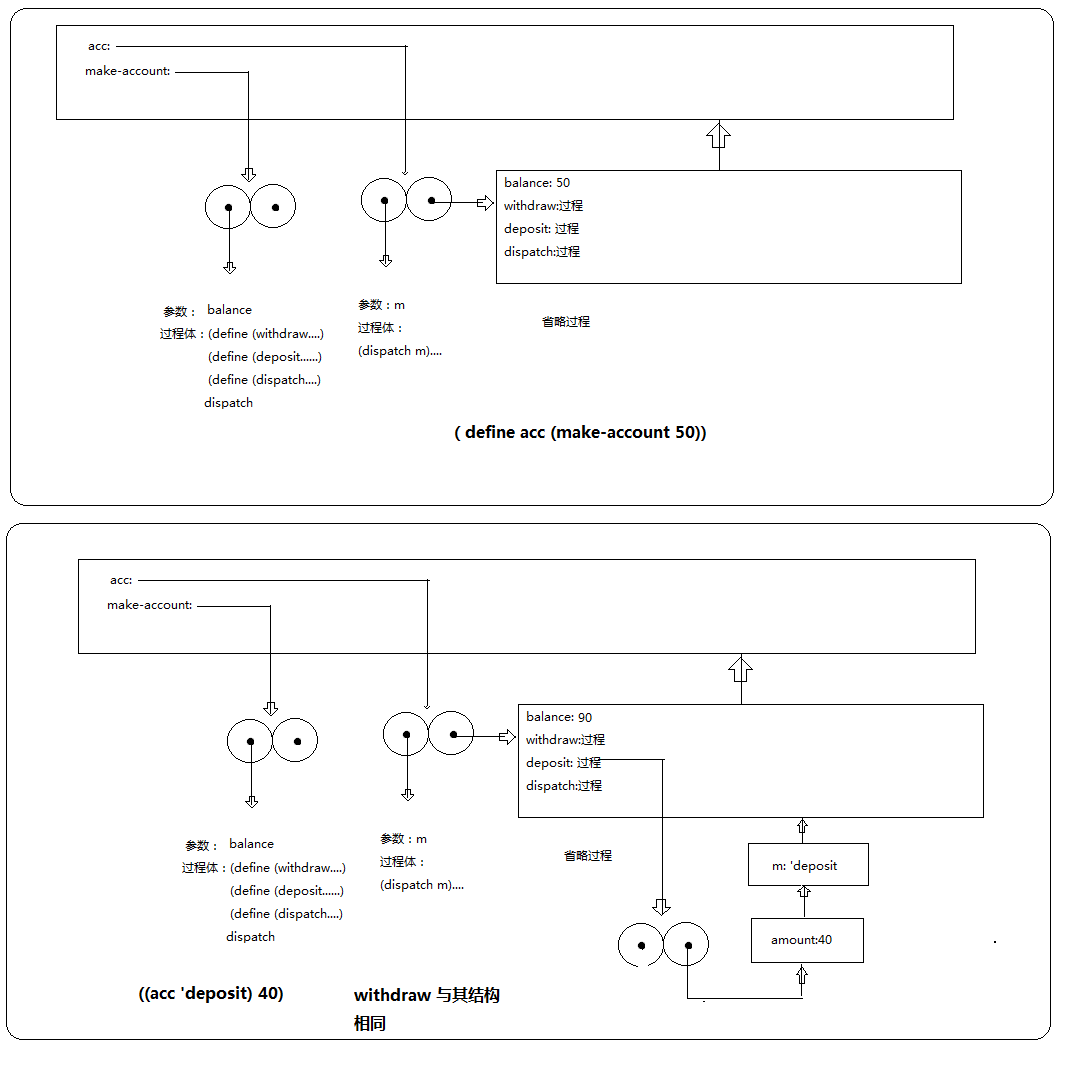 acc:
make-account:
balance: 50
withdraw:过程
deposit: 过程
dispatch:过程
参数： balance
过程体：(define (withdraw....)
(define (deposit......)
(define (dispatch....)
dispatch
参数：m
过程体：
(dispatch m)....
省略过程
( define acc (make-account 50))
acc:
make-account:
balance: 90
withdraw:过程
deposit: 过程
dispatch:过程
参数： balance
过程体：(define (withdraw....)
(define (deposit......)
(define (dispatch....)
dispatch
参数：m
过程体：
(dispatch m)....
省略过程
m: 'deposit
amount:40
((acc 'deposit) 40)
withdraw 与其结构
相同